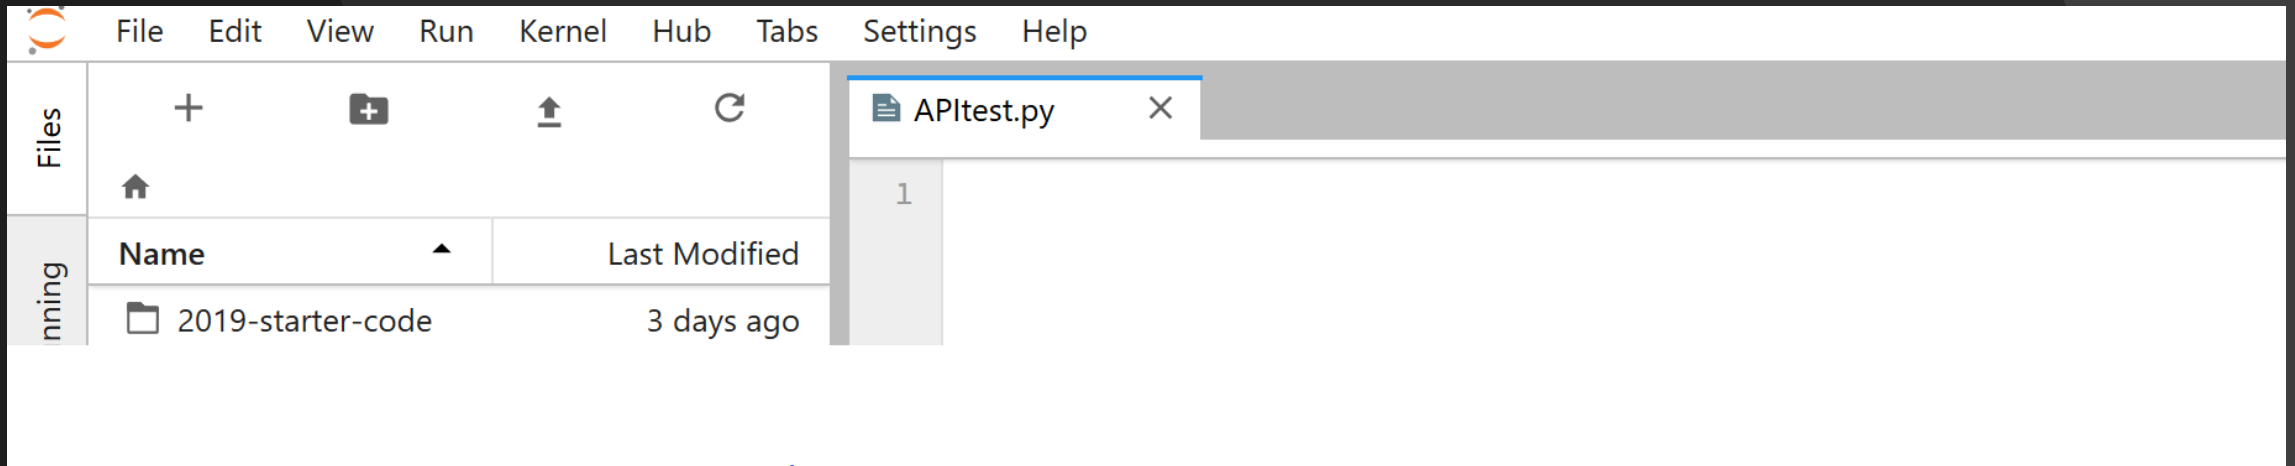 File Edit View Run Kernel Hub Tabs Settings Help
Files
APItest.py
1
Name Last Modified
2019-starter-code 3 days ago